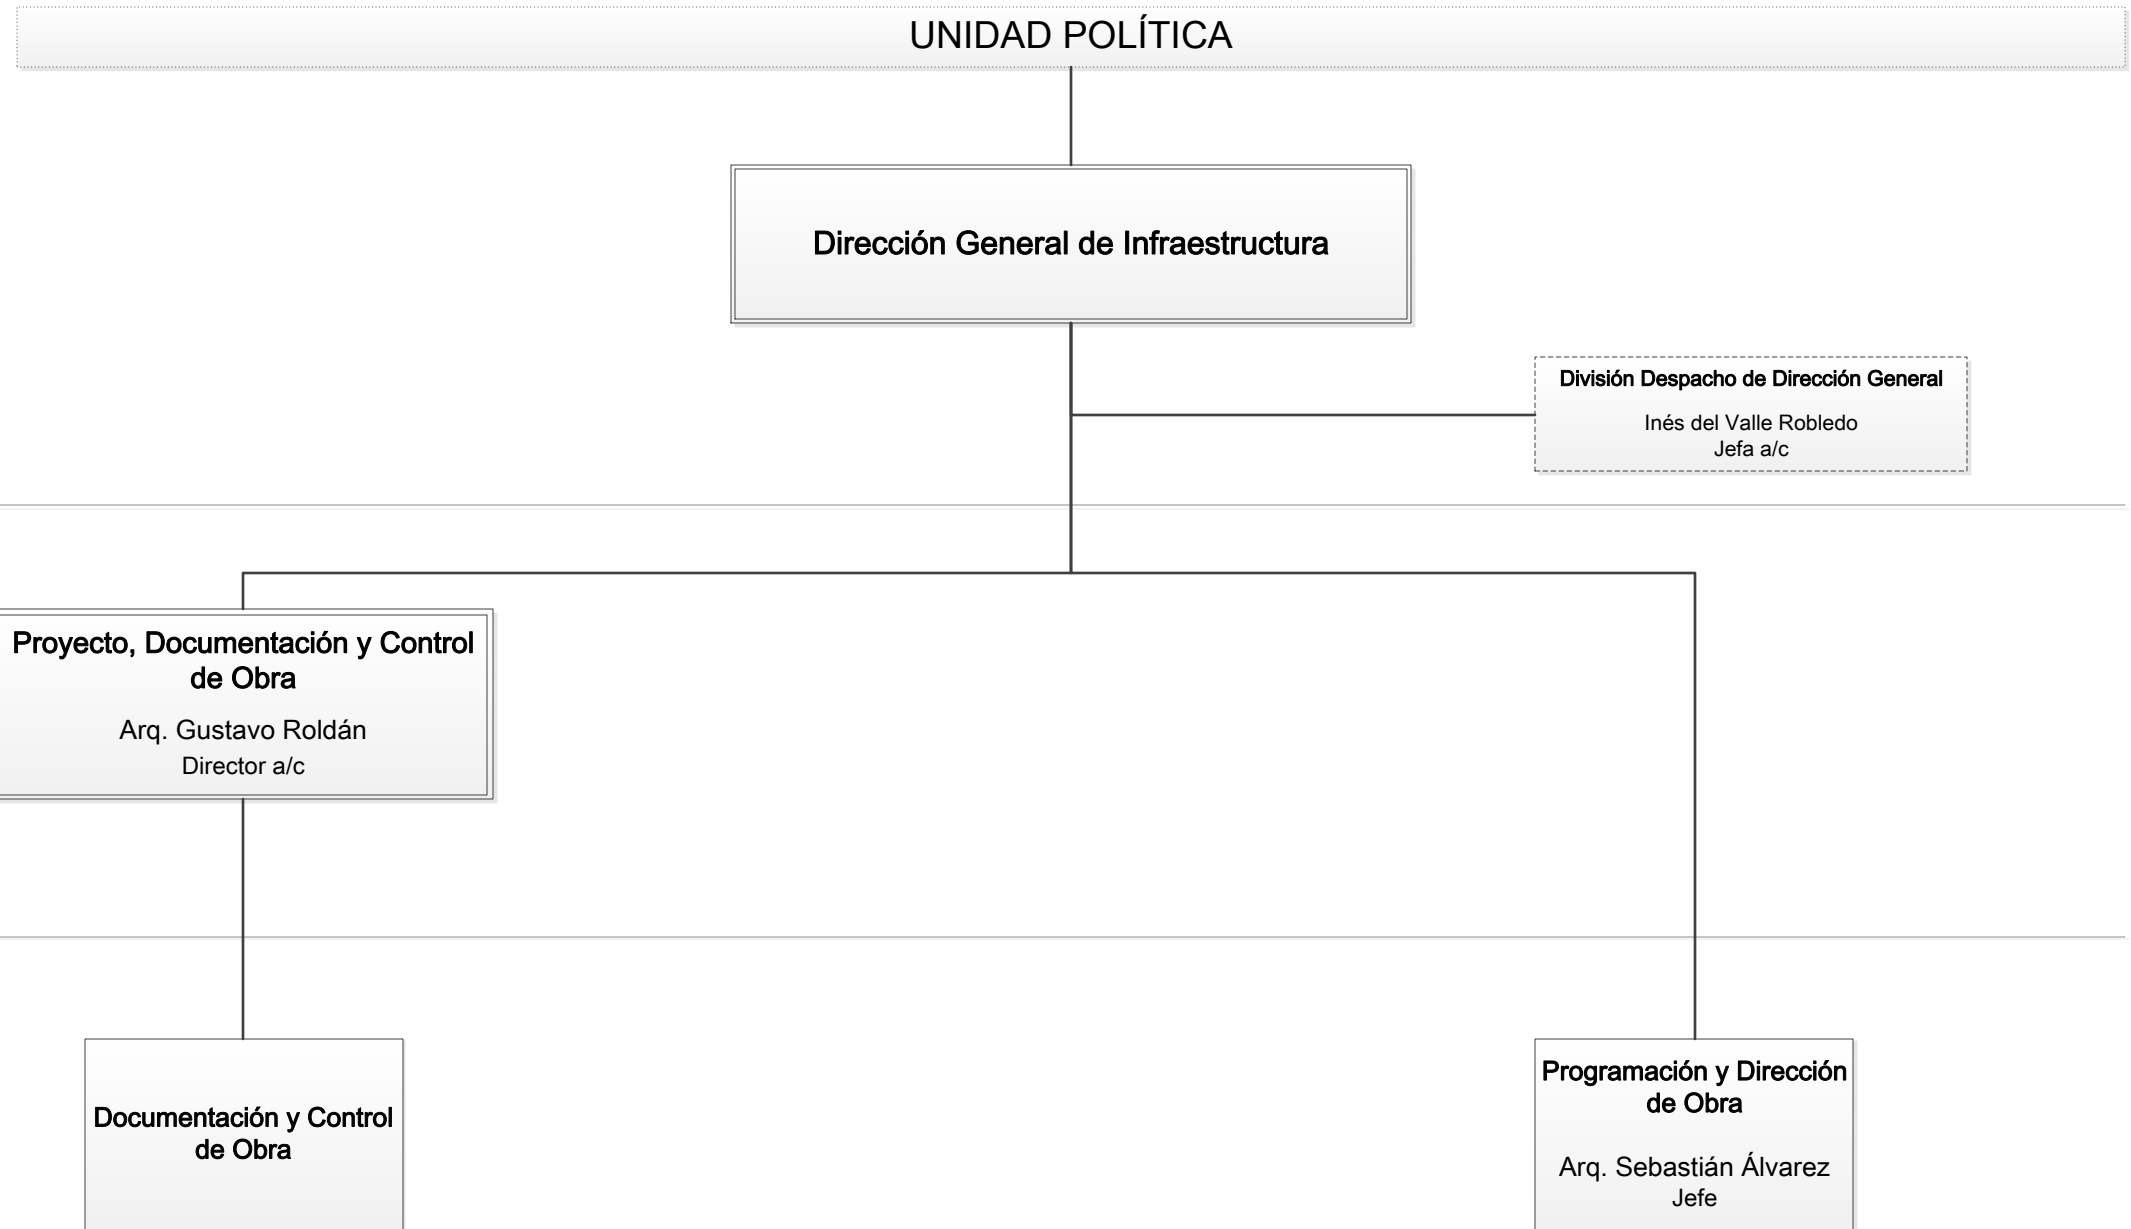 UNIDAD POLÍTICA
Dirección General de Infraestructura
División Despacho de Dirección General
Inés del Valle Robledo
Jefa a/c
Proyecto, Documentación y Control
de Obra
Arq. Gustavo Roldán
Director a/c
Documentación y Control
de Obra
Programación y Dirección
de Obra
Arq. Sebastián Álvarez
Jefe